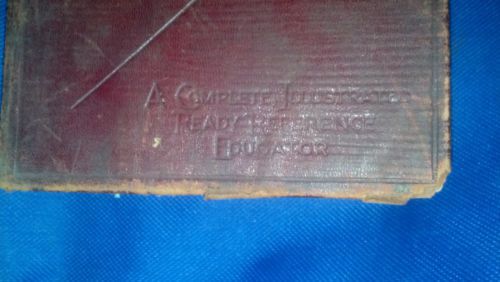 A Complete Illustrated
Ready Reference
Educator